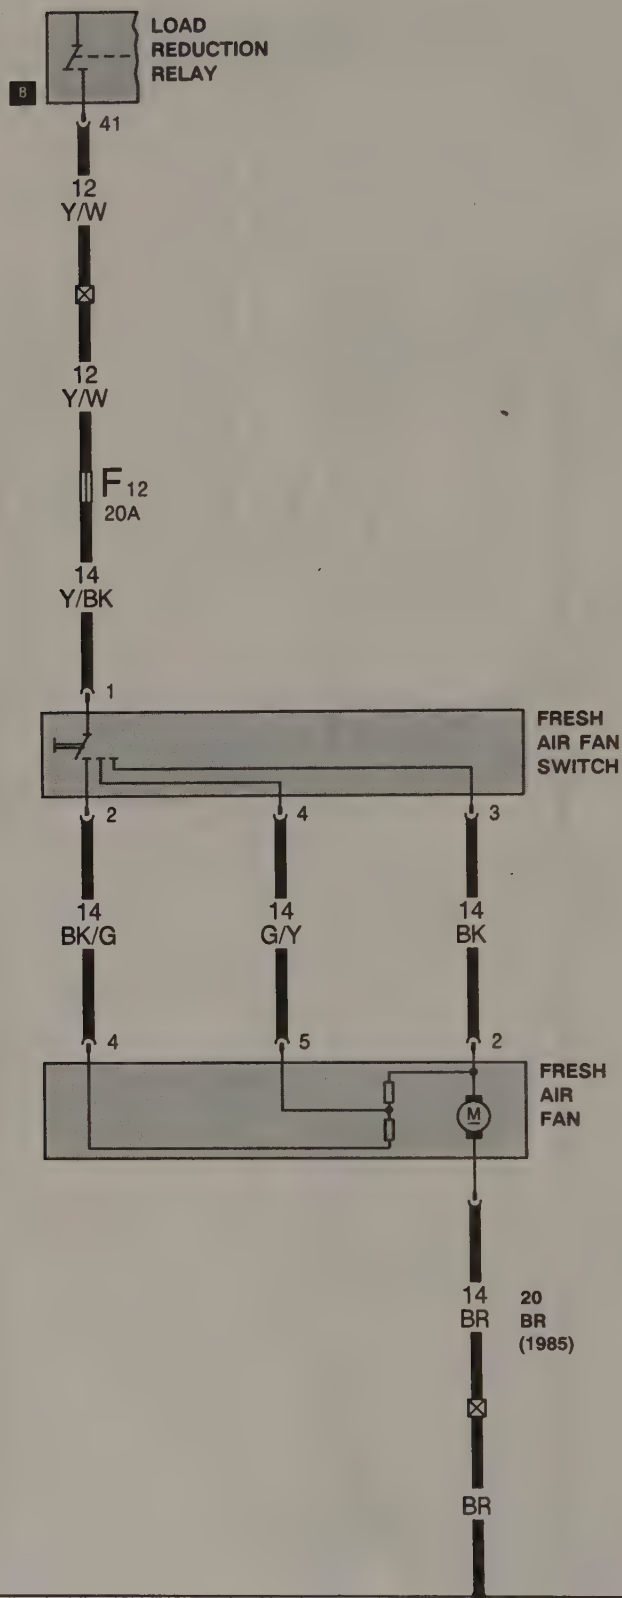 LOAD
REDUCTION
RELAY
B
41
12
Y/W
12
Y/W
F12
20A
14
Y/BK
1
FRESH
AIR FAN
SWITCH
2 4 3
14 14 14
BK/G G/Y BK
4 5 2
FRESH
AIR
FAN
M
14 20
BR BR
(1985)
BR